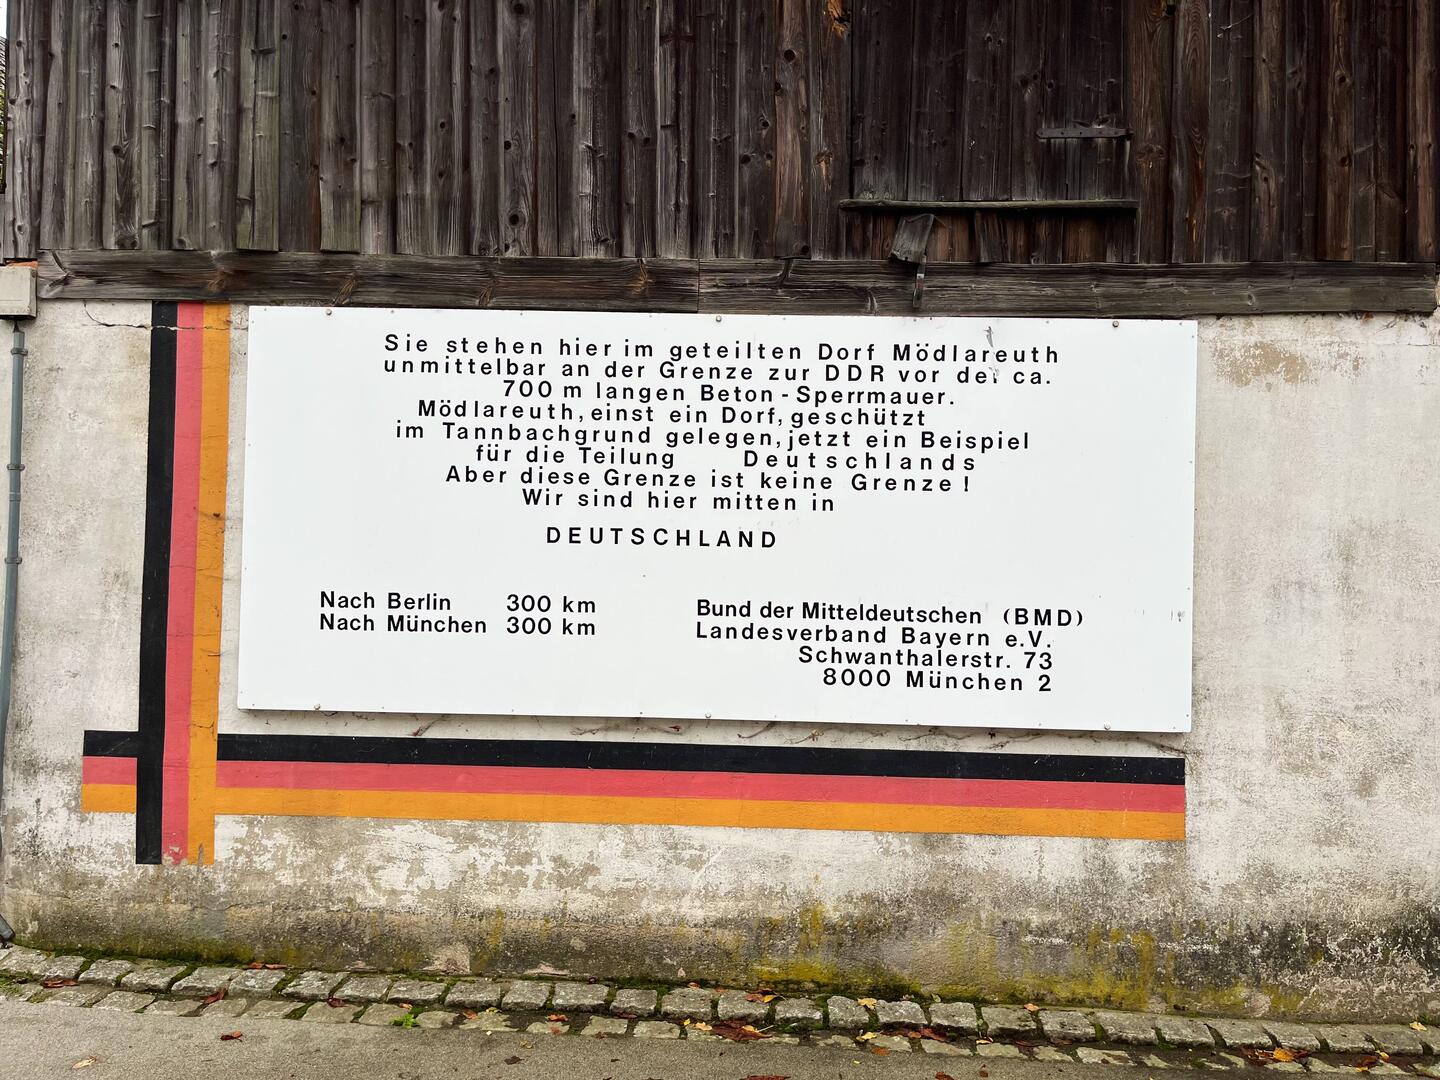 Sie stehen hier im geteilten Dorf Mödlareuth
unmittelbar an der Grenze zur DDR vor der ca.
700 m langen Beton-Sperrmauer.
Mödlareuth, einst ein Dorf, geschützt
im Tannbachgrund gelegen, jetzt ein Beispiel
für die Teilung Deutschlands
Aber diese Grenze ist keine Grenze!
Wir sind hier mitten in
DEUTSCHLAND
Nach Berlin 300 km
Nach München 300 km
Bund der Mitteldeutschen (BMD)
Landesverband Bayern e.V.
Schwanthalerstr. 73
8000 München 2